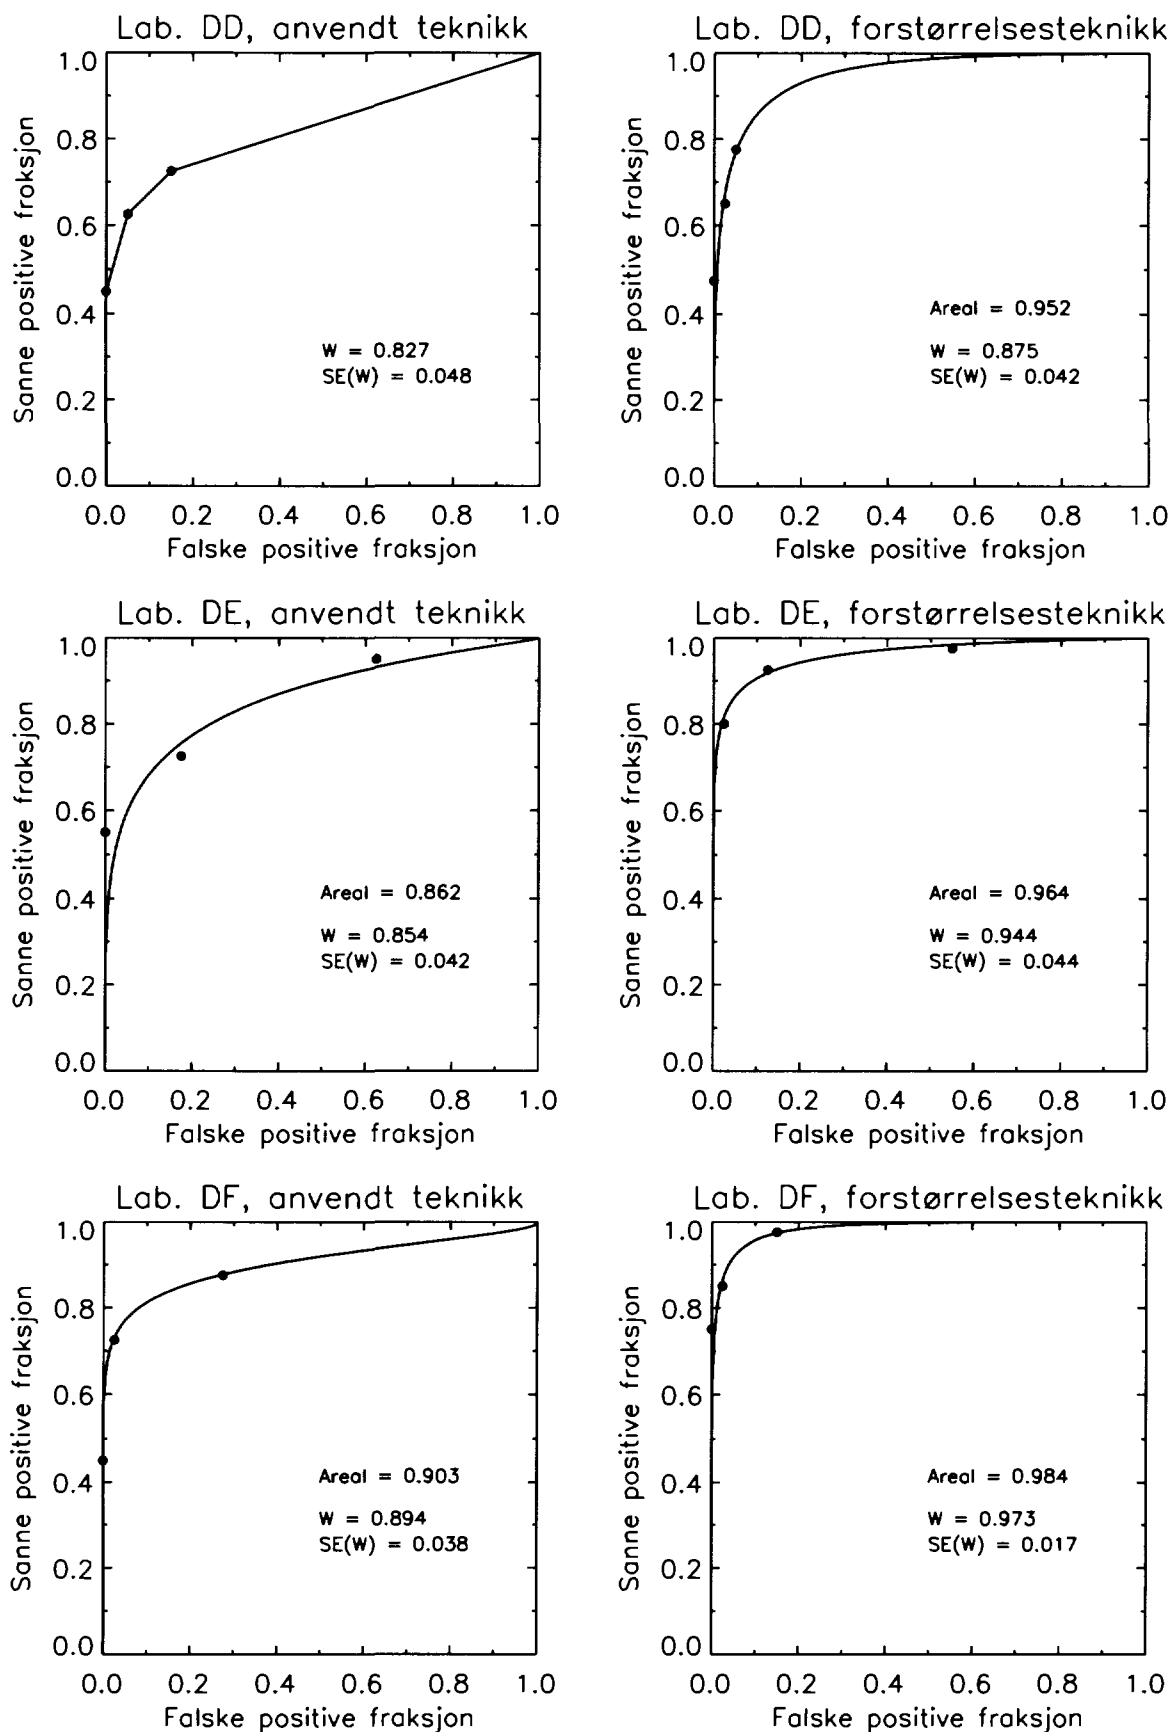 Lab. DD, anvendt teknikk
Sanne positive froksjon
1.0
0.8
0.6
0.4
0.2
0.0
W = 0.827
SE(W) = 0.048
0.0 0.2 0.4 0.6 0.8 1.0
Falske positive fraksjon
Lab. DD, forstørrelsesteknikk
Sanne positive fraksjon
1.0
0.8
0.6
0.4
0.2
0.0
Areal = 0.952
W = 0.875
SE(W) = 0.042
0.0 0.2 0.4 0.6 0.8 1.0
Falske positive fraksjon
Lab. DE, anvendt teknikk
Sanne positive fraksjon
1.0
0.8
0.6
0.4
0.2
0.0
Areal = 0.862
W = 0.854
SE(W) = 0.042
0.0 0.2 0.4 0.6 0.8 1.0
Falske positive fraksjon
Lab. DE, forstørrelsesteknikk
Sanne positive fraksjon
1.0
0.8
0.6
0.4
0.2
0.0
Areal = 0.964
W = 0.944
SE(W) = 0.044
0.0 0.2 0.4 0.6 0.8 1.0
Falske positive fraksjon
Lab. DF, anvendt teknikk
Sanne positive fraksjon
1.0
0.8
0.6
0.4
0.2
0.0
Areal = 0.903
W = 0.894
SE(W) = 0.038
0.0 0.2 0.4 0.6 0.8 1.0
Falske positive fraksjon
Lab. DF, forstørrelsesteknikk
Sanne positive fraksjon
1.0
0.8
0.6
0.4
0.2
0.0
Areal = 0.984
W = 0.973
SE(W) = 0.017
0.0 0.2 0.4 0.6 0.8 1.0
Falske positive fraksjon